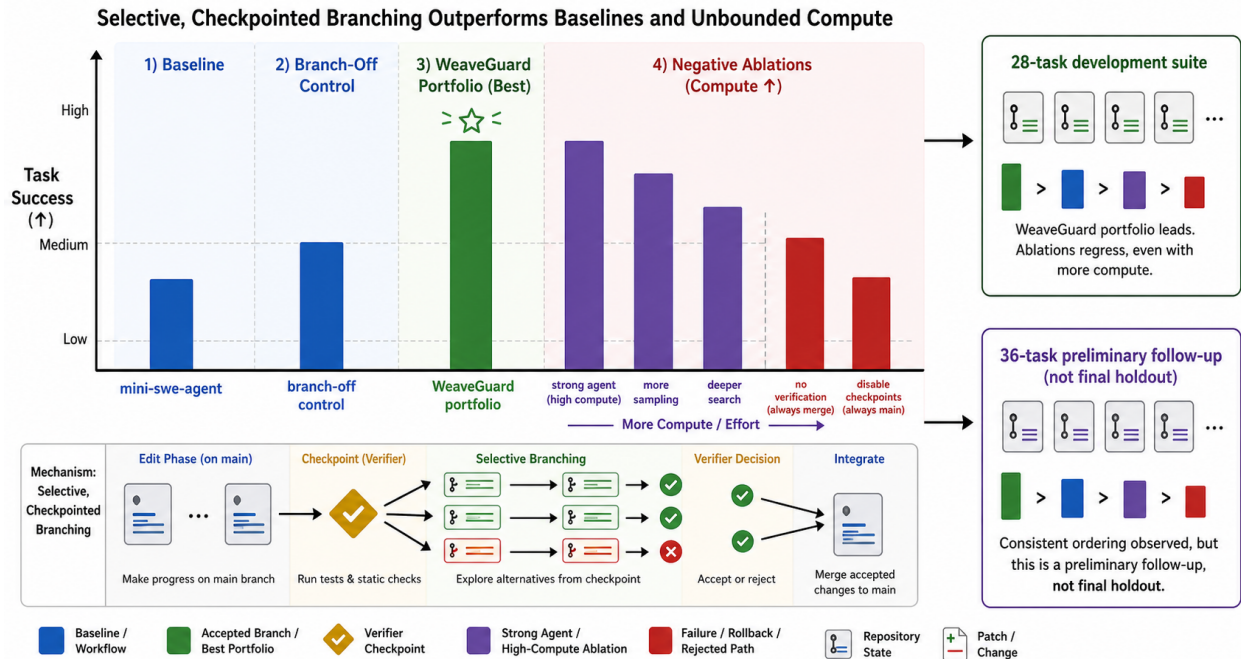 Selective, Checkpointed Branching Outperforms Baselines and Unbounded Compute
Task
Success
(↑)
High
Medium
Low
1) Baseline
2) Branch-Off
Control
3) WeaveGuard
Portfolio (Best)
4) Negative Ablations
(Compute ↑)
mini-swe-agent
branch-off
control
WeaveGuard
portfolio
strong agent
(high compute)
more
sampling
deeper
search
no
verification
(always merge)
disable
checkpoints
(always main)
More Compute / Effort
28-task development suite
...
> > >
WeaveGuard portfolio leads.
Ablations regress, even with
more compute.
36-task preliminary follow-up
(not final holdout)
...
> > >
Consistent ordering observed, but
this is a preliminary follow-up,
not final holdout.
Mechanism:
Selective,
Checkpointed
Branching
Edit Phase (on main)
...
Make progress on main branch
Checkpoint (Verifier)
Run tests & static checks
Selective Branching
Explore alternatives from checkpoint
Verifier Decision
Accept or reject
Integrate
Merge accepted
changes to main
Baseline /
Workflow
Accepted Branch /
Best Portfolio
Verifier
Checkpoint
Strong Agent /
High-Compute Ablation
Failure / Rollback /
Rejected Path
Repository
State
Patch /
Change